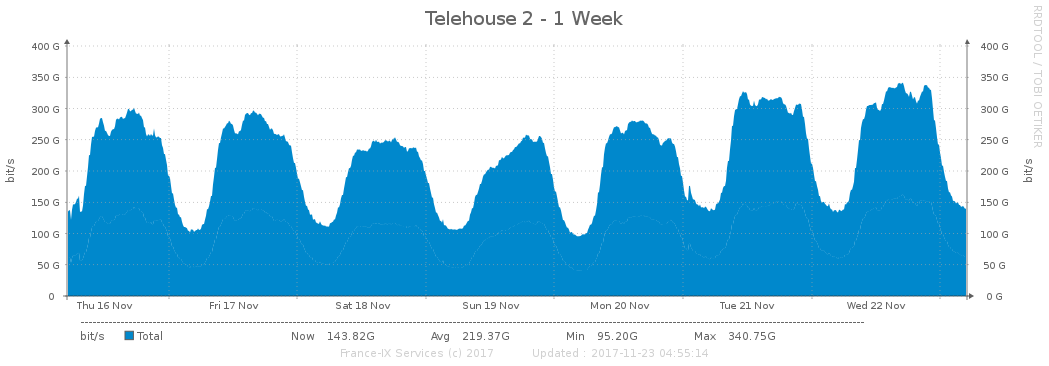 Telehouse 2 - 1 Week
RRDTOOL / TOBI OETIKER
bit/s
bit/s
400 G 400 G
350 G 350 G
300 G 300 G
250 G 250 G
200 G 200 G
150 G 150 G
100 G 100 G
50 G 50 G
0 0 G
Thu 16 Nov Fri 17 Nov Sat 18 Nov Sun 19 Nov Mon 20 Nov Tue 21 Nov Wed 22 Nov
bit/s Total Now 143.82G Avg 219.37G Min 95.20G Max 340.75G
France-IX Services (c) 2017 Updated : 2017-11-23 04:55:14